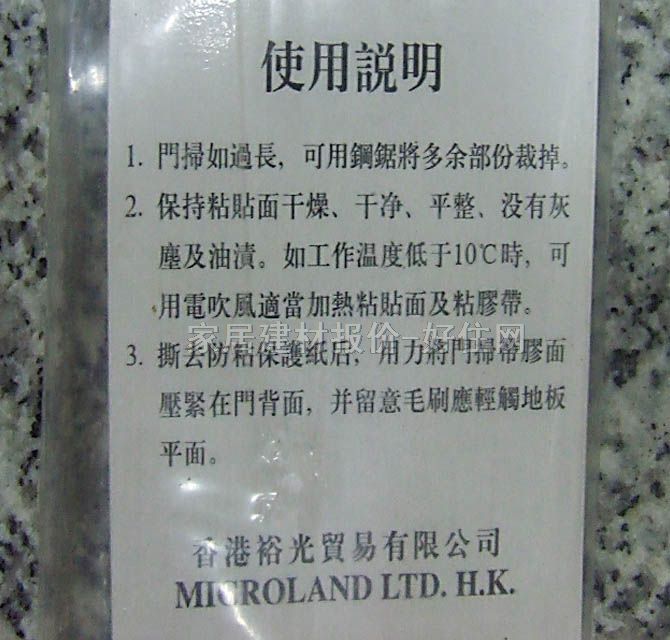 使用説明
1. 門掃如過長，可用鋼鋸將多余部份裁掉。
2. 保持粘貼面干燥、干净、平整、没有灰
塵及油漬。如工作温度低于10℃時，可
用電吹風適當加熱粘貼面及粘膠帶。
家居建材报价-好住网
3. 撕去防粘保護紙后，用力將門掃帶膠面
壓緊在門背面，并留意毛刷應輕觸地板
平面。
香港裕光貿易有限公司
MICROLAND LTD. H.K.